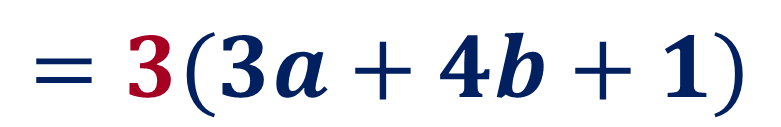 = 3(3a + 4b + 1)